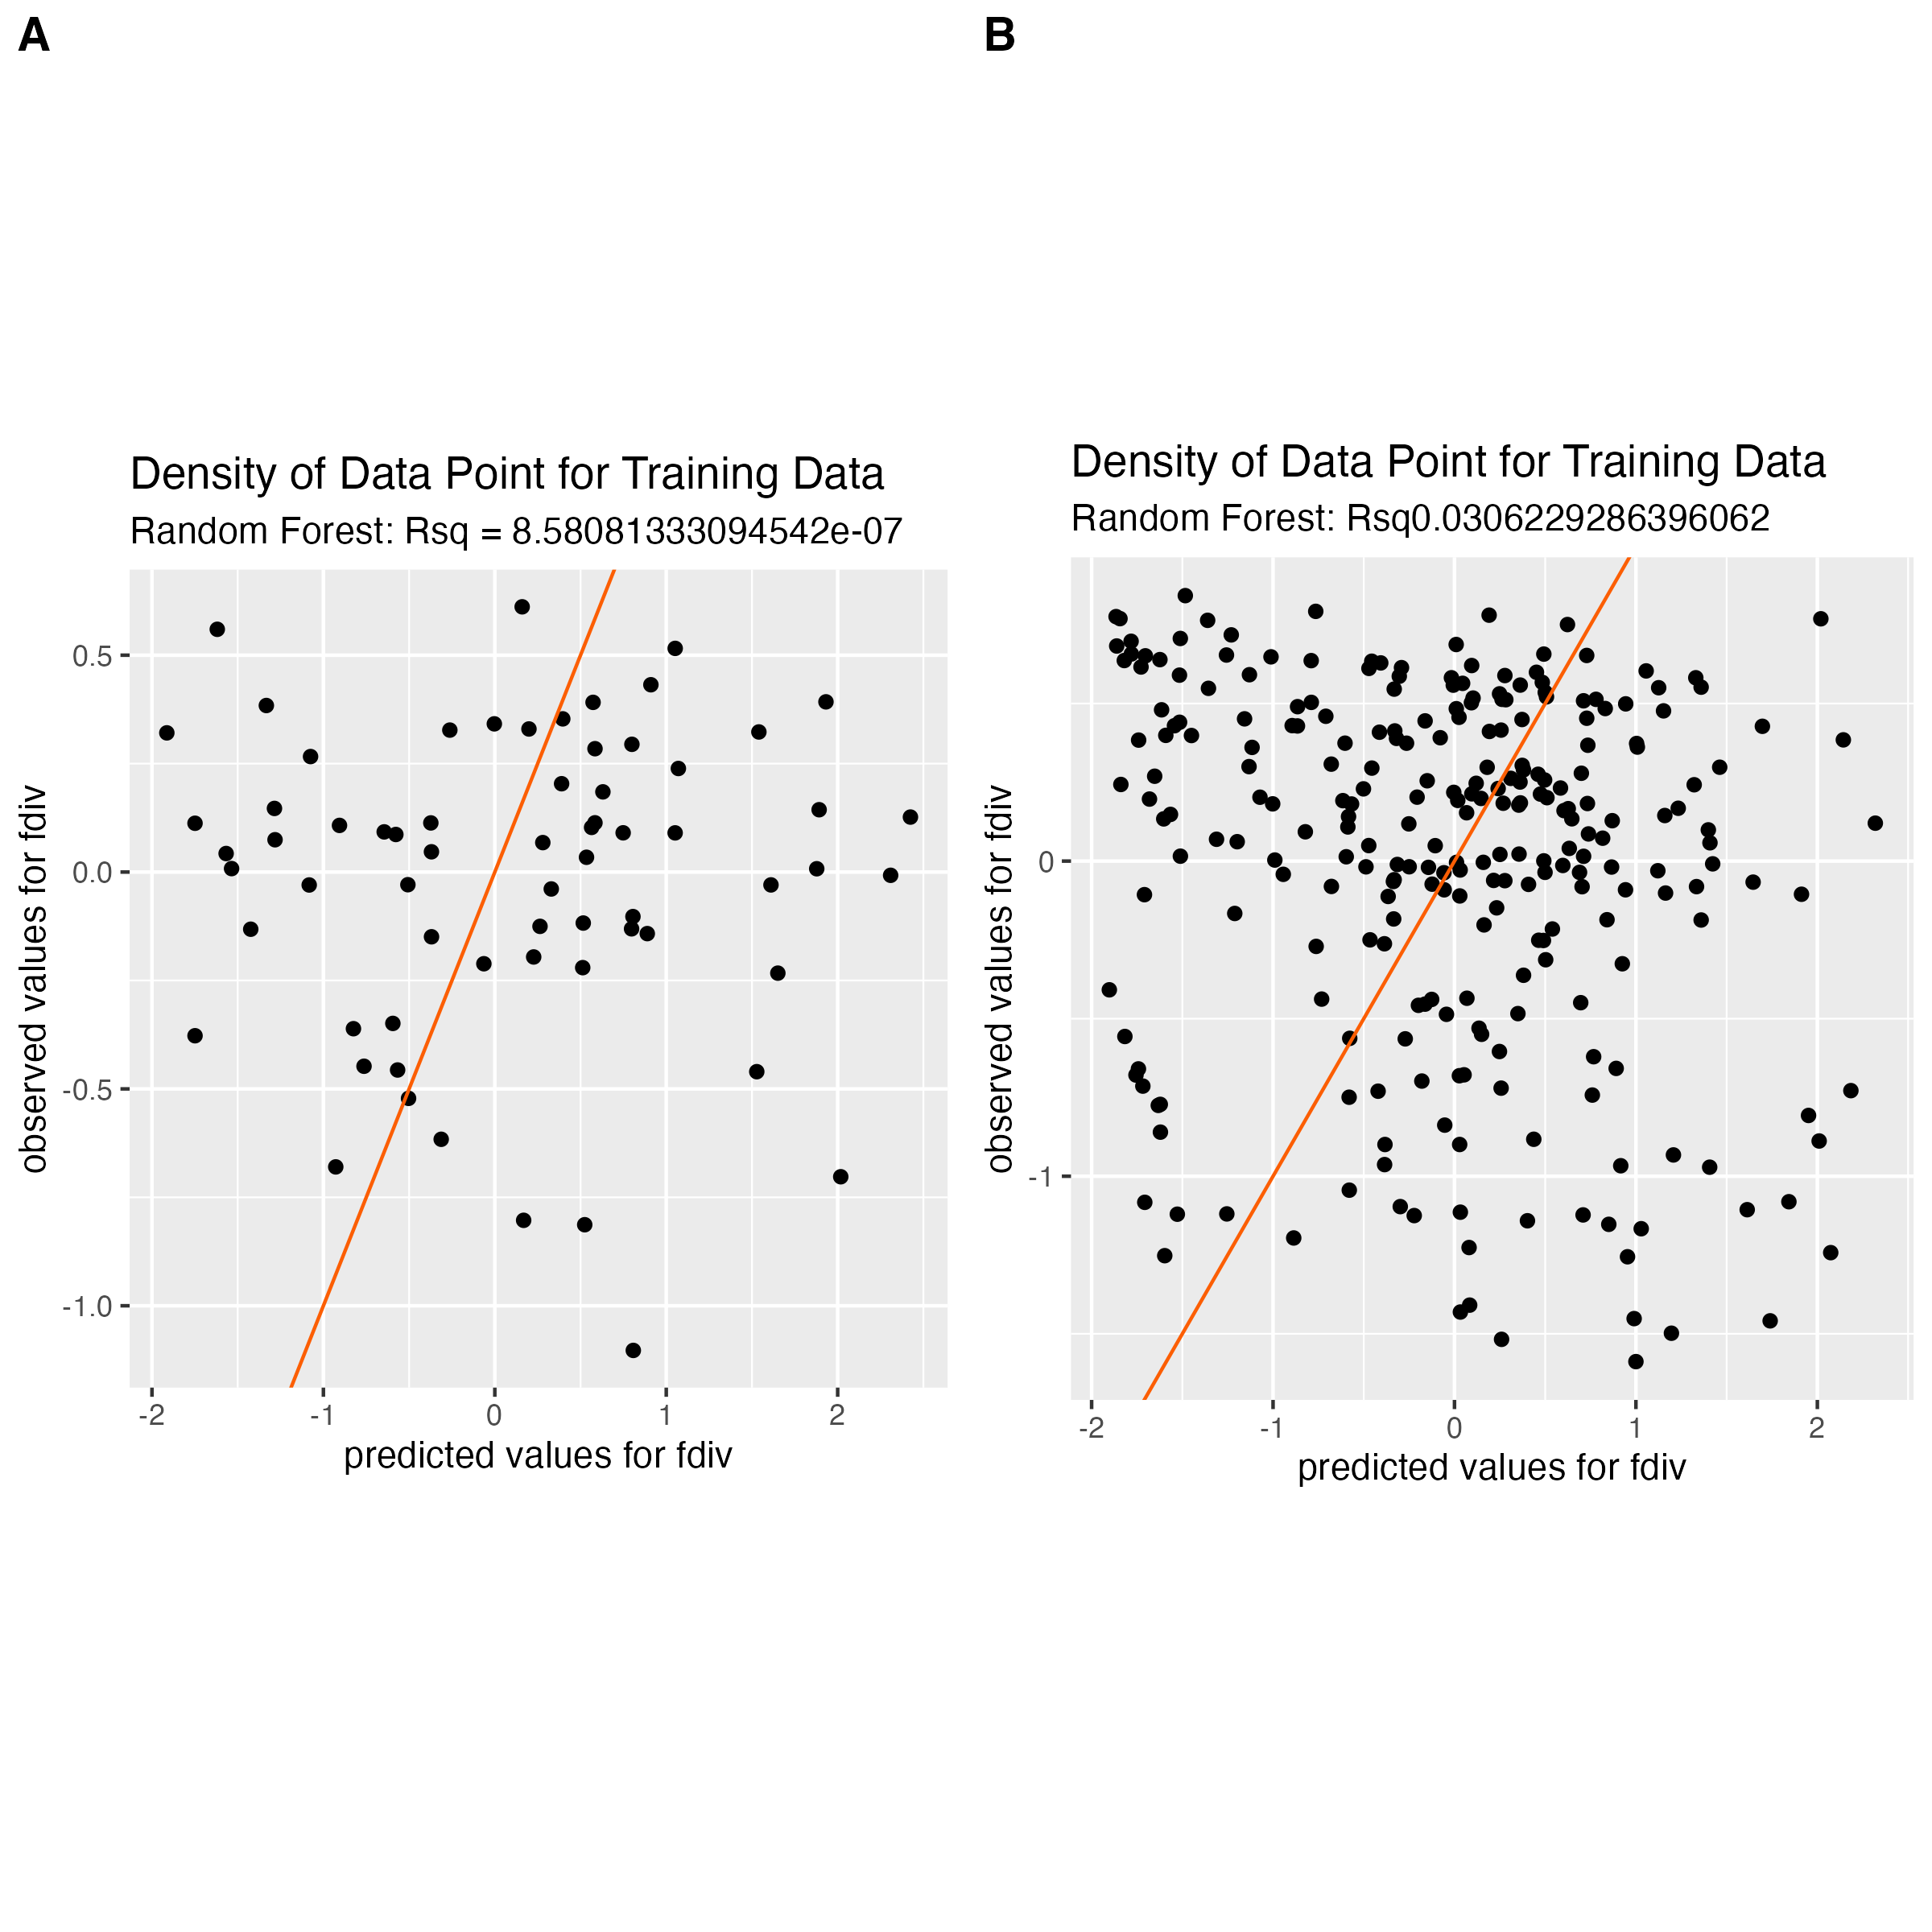 A
Density of Data Point for Training Data
Random Forest: Rsq = 8.58081333094542e-07
observed values for fdiv
0.5
0.0
-0.5
-1.0
-2 -1 0 1 2
predicted values for fdiv
B
Density of Data Point for Training Data
Random Forest: Rsq0.0306229286396062
observed values for fdiv
0
-1
-2 -1 0 1 2
predicted values for fdiv